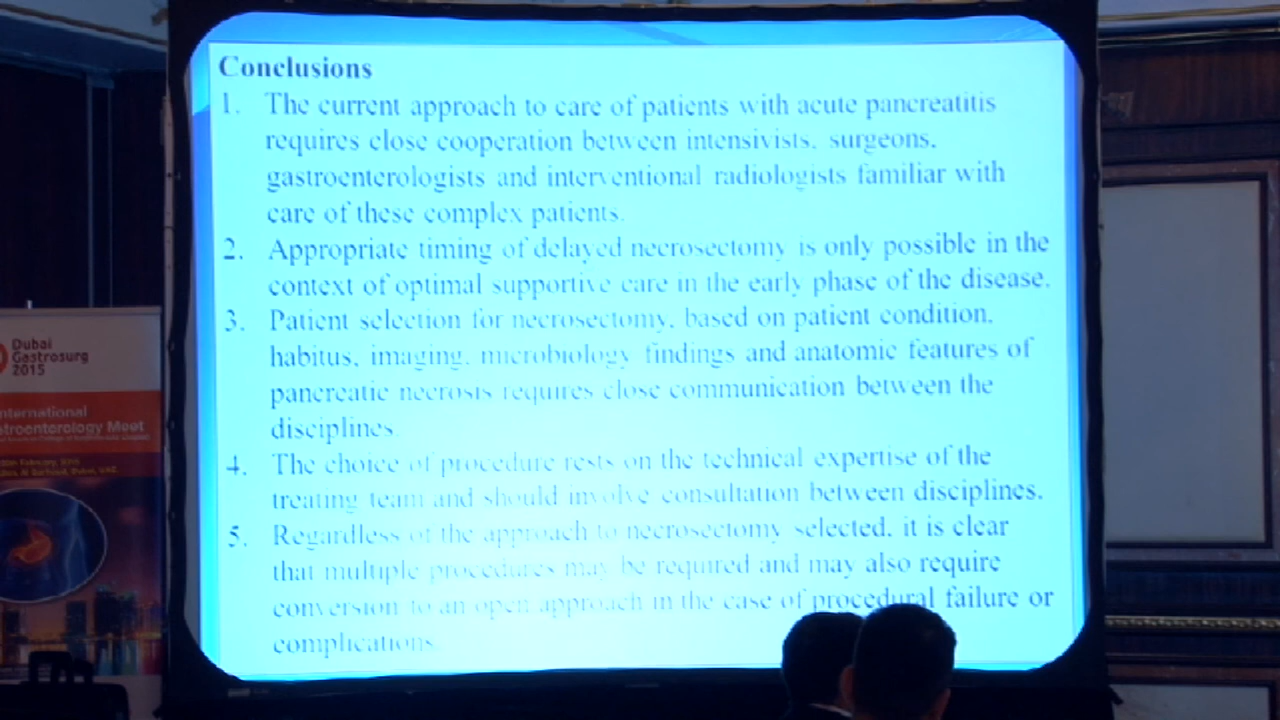 Conclusions
1. The current approach to care of patients with acute pancreatitis
requires close cooperation between intensivists, surgeons,
gastroenterologists and interventional radiologists familiar with
care of these complex patients.
2. Appropriate timing of delayed necrosectomy is only possible in the
context of optimal supportive care in the early phase of the disease.
3. Patient selection for necrosectomy, based on patient condition,
habitus, imaging, microbiology findings and anatomic features of
pancreatic necrosis requires close communication between the
disciplines.
4. The choice of procedure rests on the technical expertise of the
treating team and should involve consultation between disciplines.
5. Regardless of the approach to necrosectomy selected, it is clear
that multiple procedures may be required and may also require
conversion to an open approach in the case of procedural failure or
complications.
Dubai
Gastrosurg
2015
nternational
stroenterology Meet